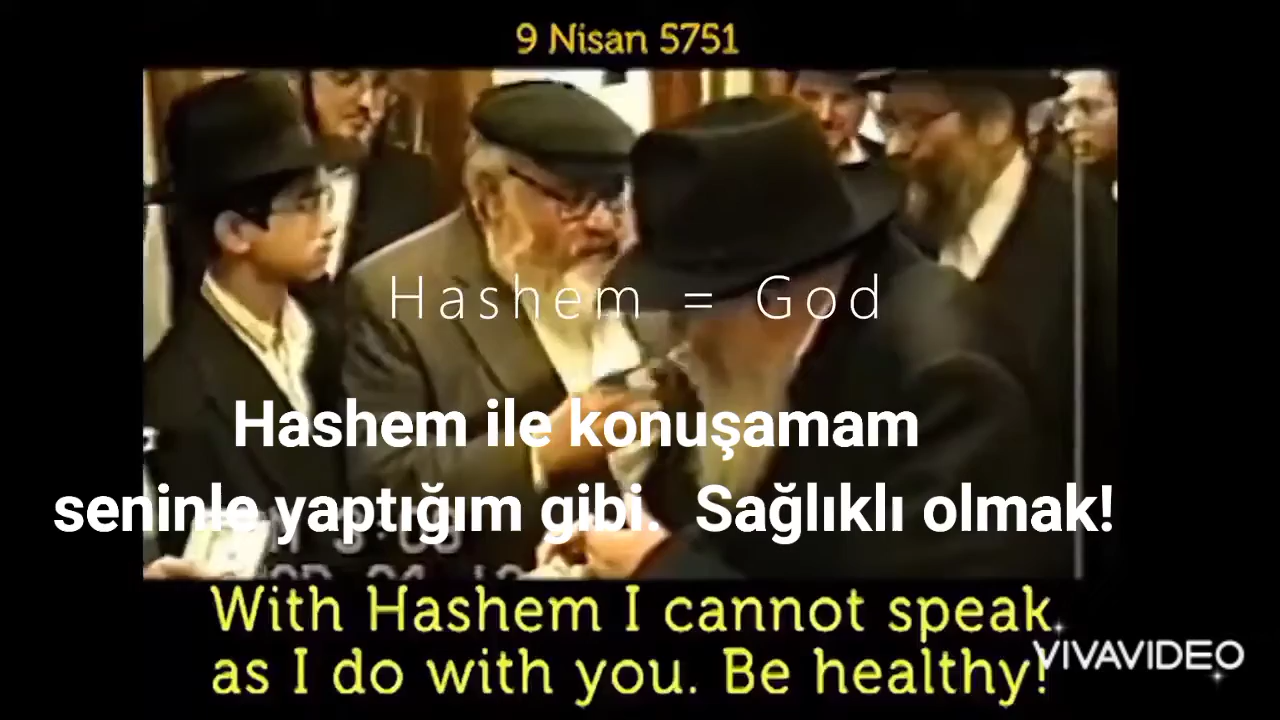 9 Nisan 5751
Hashem = God
Hashem ile konuşamam
seninle yaptığım gibi. Sağlıklı olmak!
With Hashem I cannot speak
as I do with you. Be healthy!
VIVAVIDEO